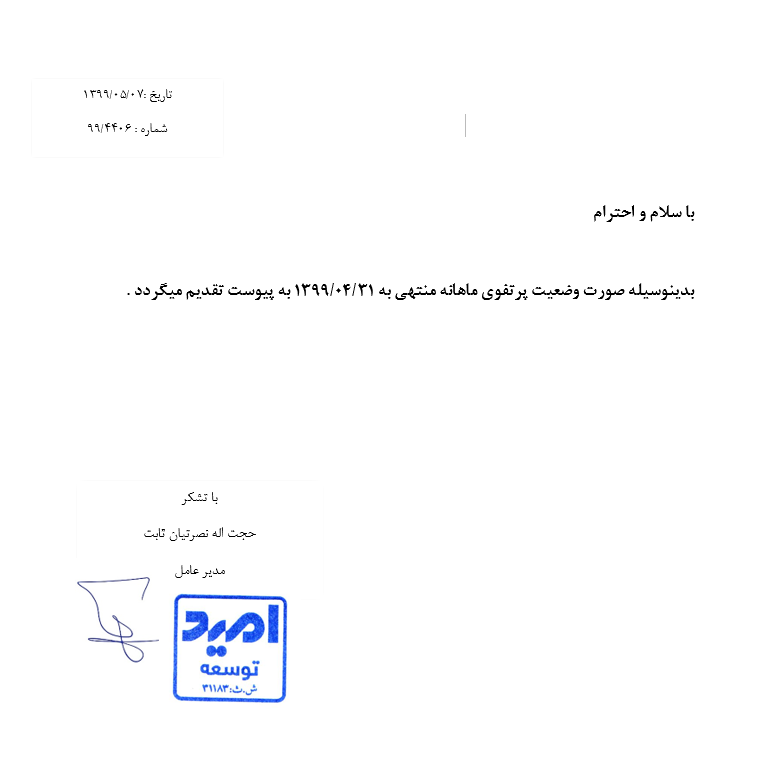 تاریخ :۱۳۹۹/۰۵/۰۷
شماره : ۹۹/۴۴۰۶
با سلام و احترام
بدینوسیله صورت وضعیت پرتفوی ماهانه منتهی به ۱۳۹۹/۰۴/۳۱ به پیوست تقدیم میگردد .
با تشکر
حجت اله نصرتیان ثابت
مدیر عامل
امید
توسعه
ش.ث: ۳۱۱۸۳